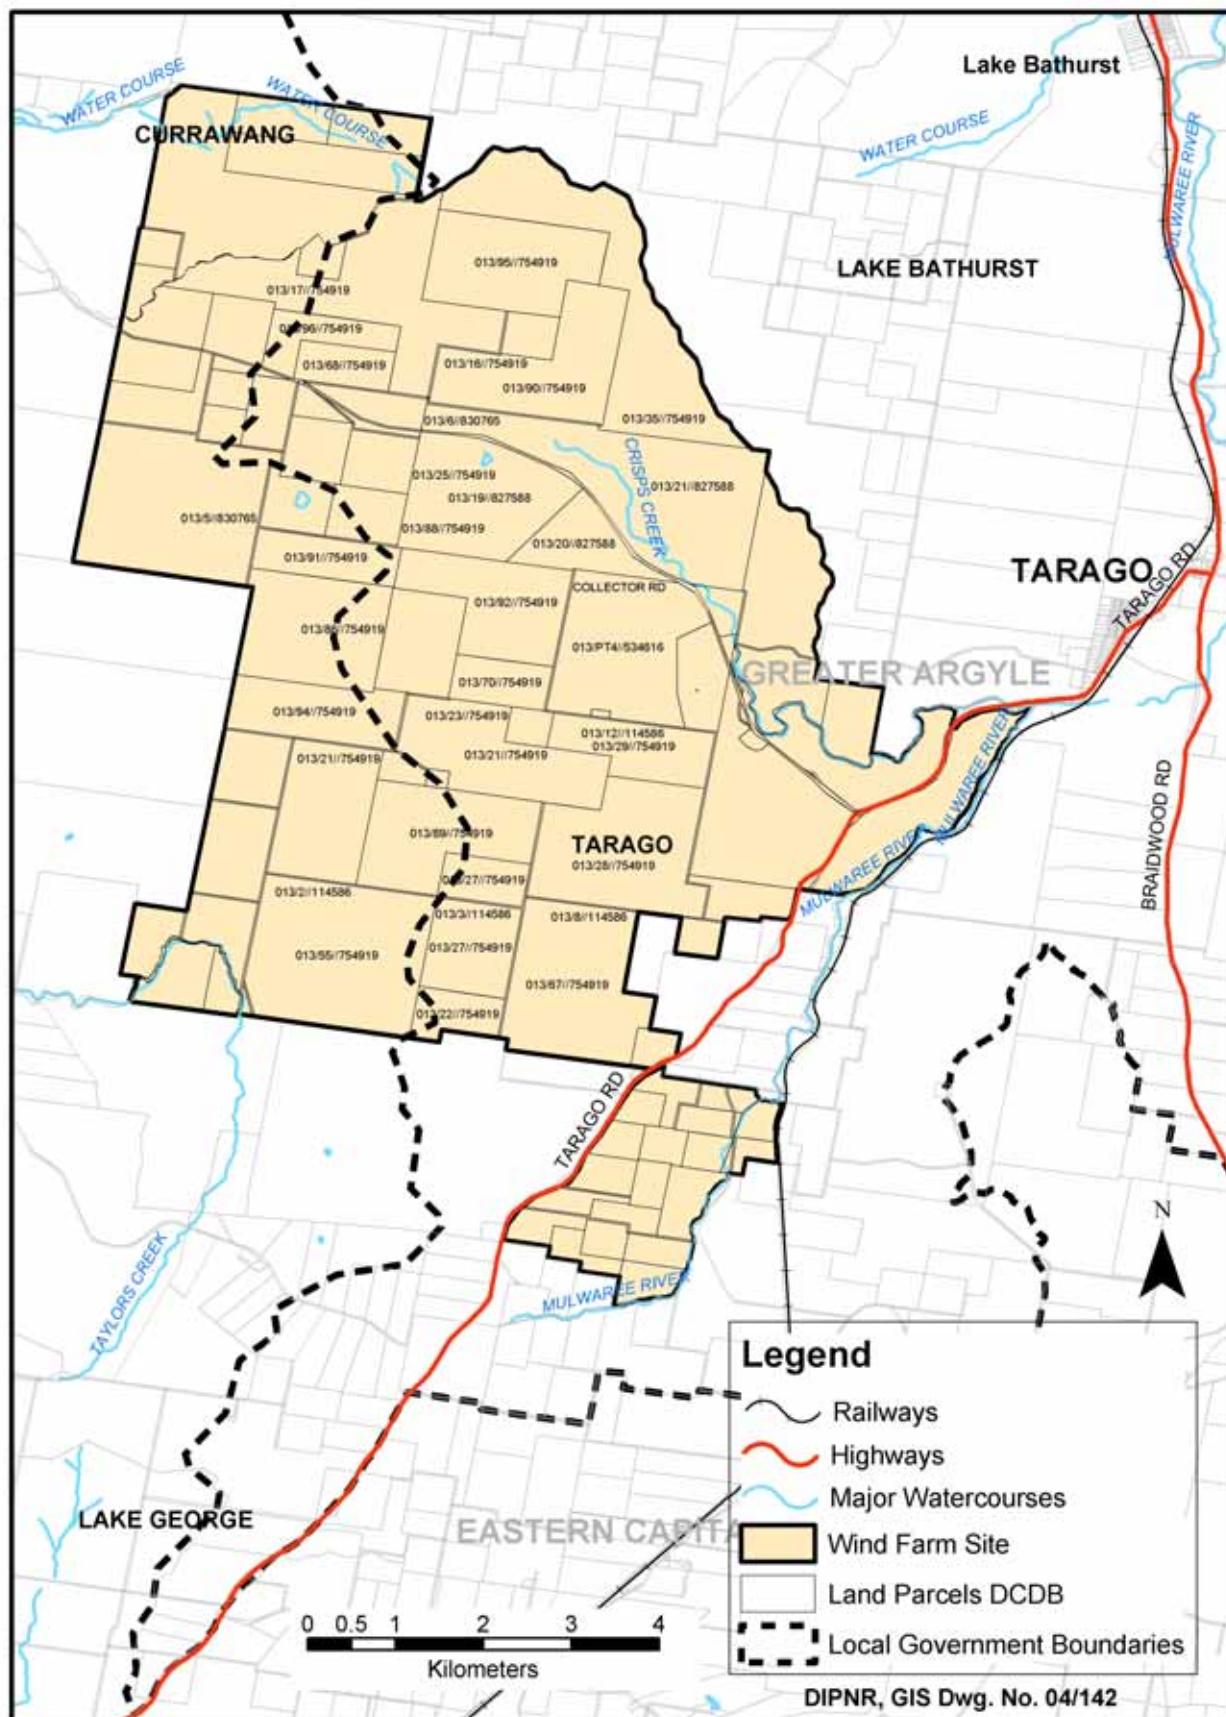 Lake Bathurst
WATER COURSE
WATER COURSE
CURRAWANG
WATER COURSE
MULWAREE RIVER
013/95//754919
LAKE BATHURST
013/17//754919
013/68//754919
013/16//754919
013/90//754919
013/6//830765
013/35//754919
CRISPS CREEK
013/25//754919
013/19//827588
013/21//827588
013/5//830765
013/88//754919
013/20//827588
013/91//754919
TARAGO
TARAGO RD
COLLECTOR RD
013/92//754919
013/PT4//534616
GREATER ARGYLE
013/70//754919
013/94//754919
013/23//754919
013/12//114586
013/29//754919
013/21//754919
013/21//754919
MULWAREE RIVER
BRAIDWOOD RD
013/89//754919
TARAGO
013/28//754919
MULWAREE RIVER
013/2//114586
013/3//114586
013/8//114586
013/55//754919
013/27//754919
013/67//754919
013/22//754919
TARAGO RD
N
TAYLORS CREEK
MULWAREE RIVER
Legend
Railways
Highways
Major Watercourses
Wind Farm Site
Land Parcels DCDB
Local Government Boundaries
LAKE GEORGE
EASTERN CAPITA
0 0.5 1 2 3 4
Kilometers
DIPNR, GIS Dwg. No. 04/142